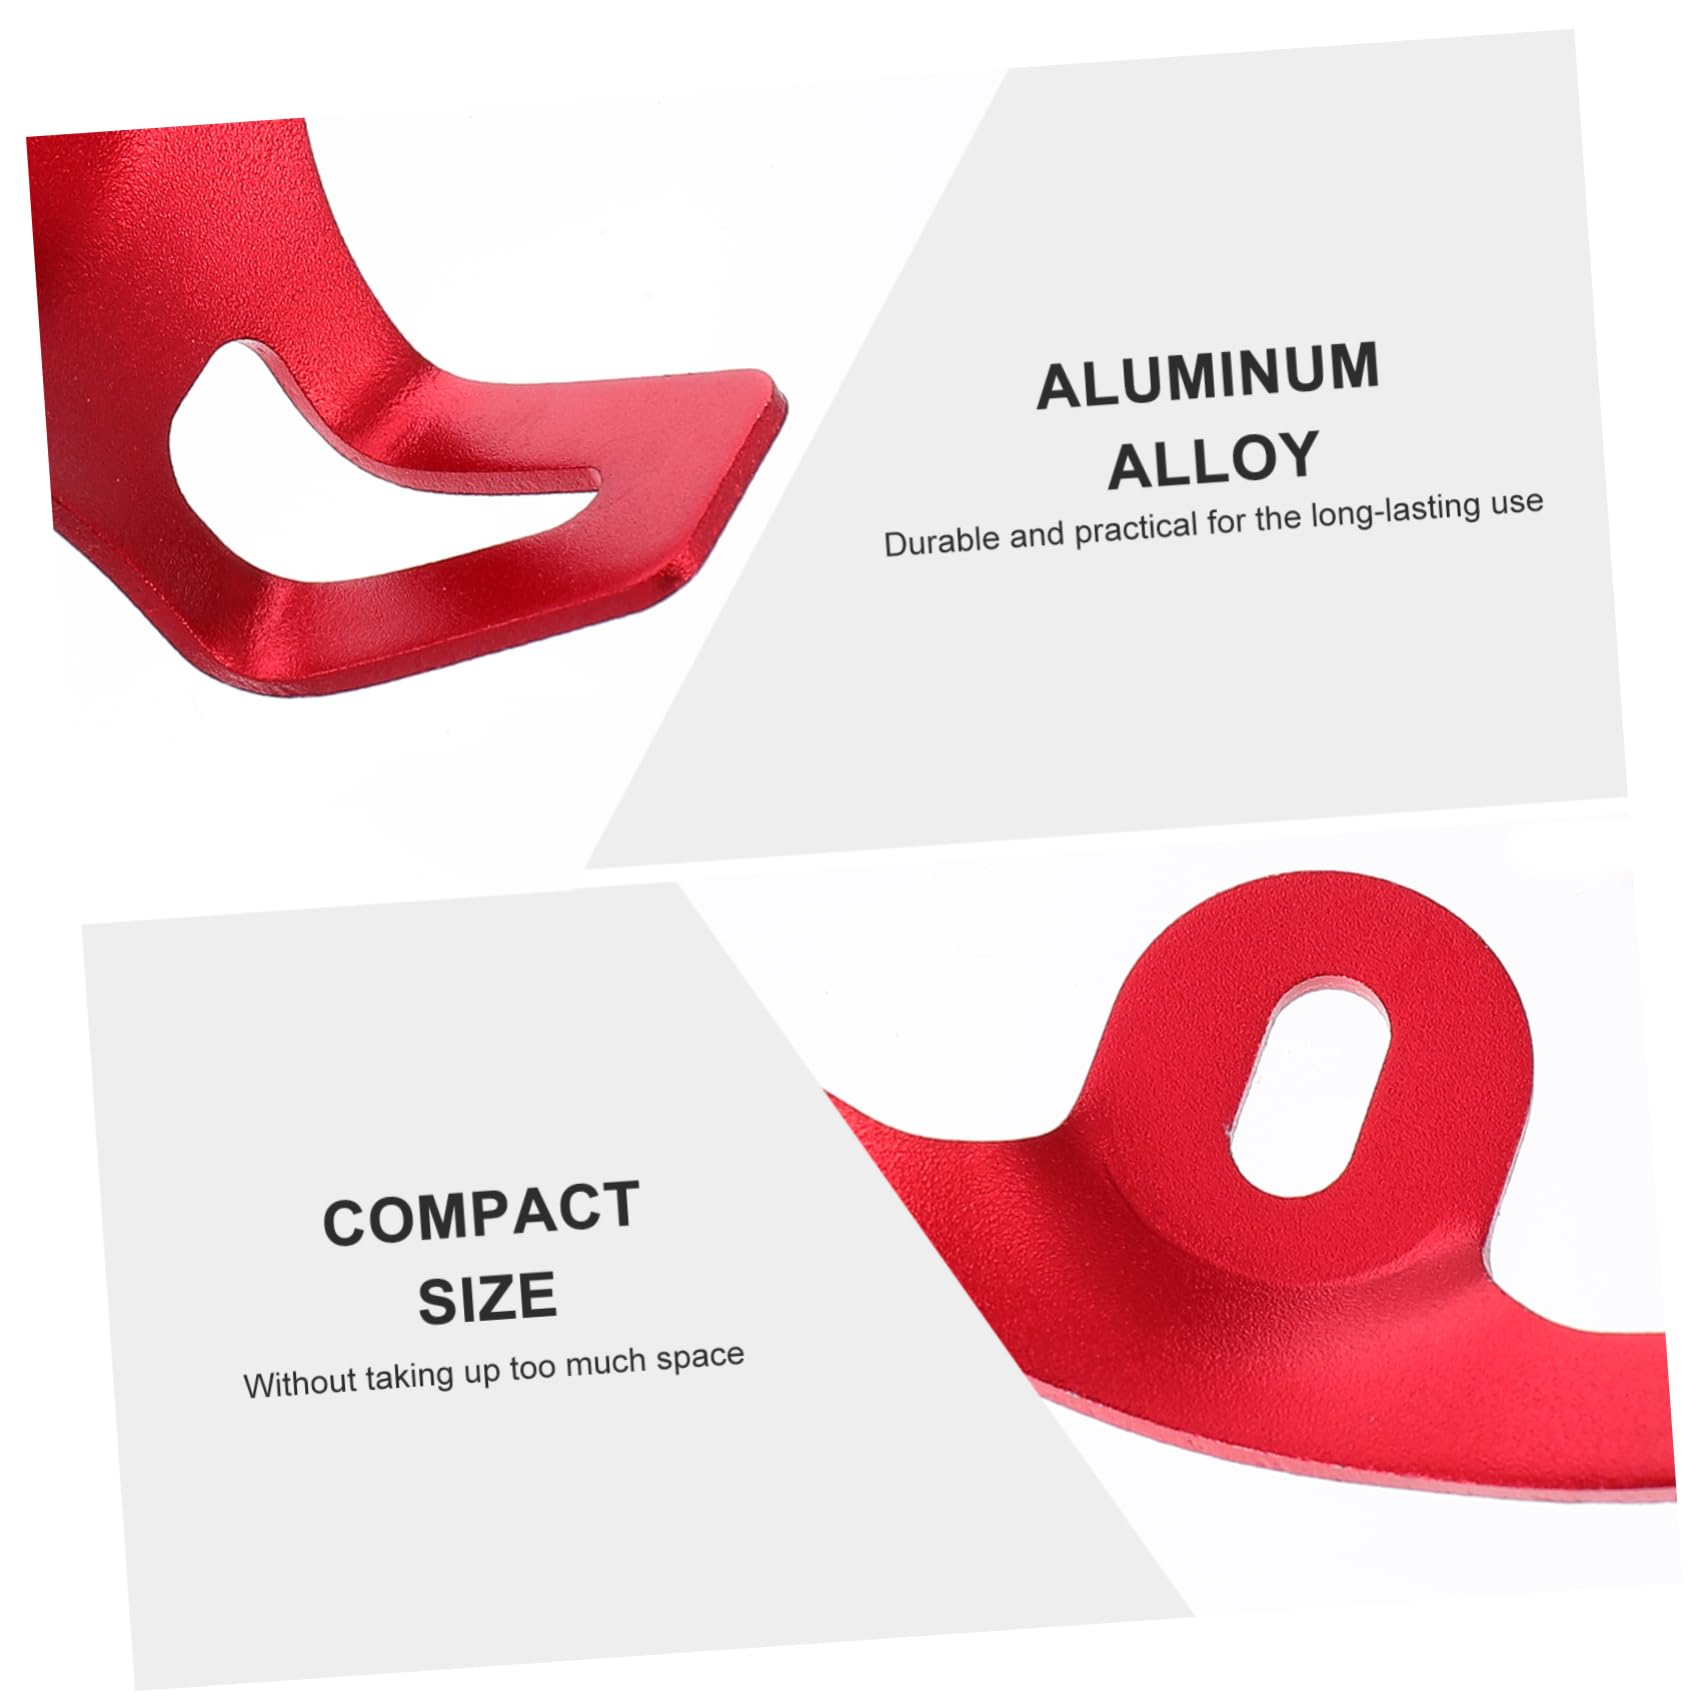 ALUMINUM
ALLOY
Durable and practical for the long-lasting use
COMPACT
SIZE
Without taking up too much space